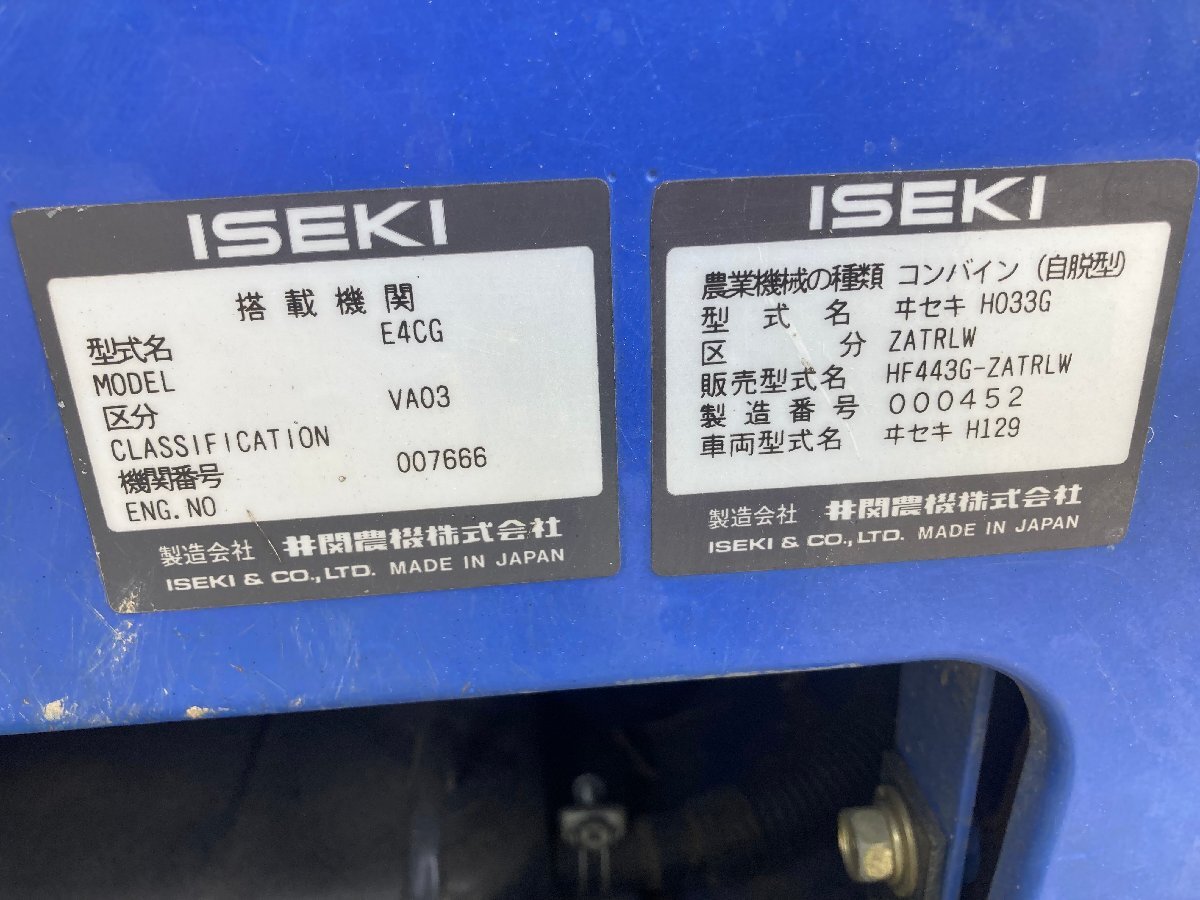 ISEKI
搭載機関
型式名 E4CG
MODEL
区分 VA03
CLASSIFICATION
機関番号 007666
ENG.NO
製造会社 井関農機株式会社
ISEKI & CO.,LTD. MADE IN JAPAN
ISEKI
農業機械の種類 コンバイン(自脱型)
型式名 ヰセキ H033G
区分 ZATRLW
販売型式名 HF443G-ZATRLW
製造番号 000452
車両型式名 ヰセキ H129
製造会社 井関農機株式会社
ISEKI & CO.,LTD. MADE IN JAPAN